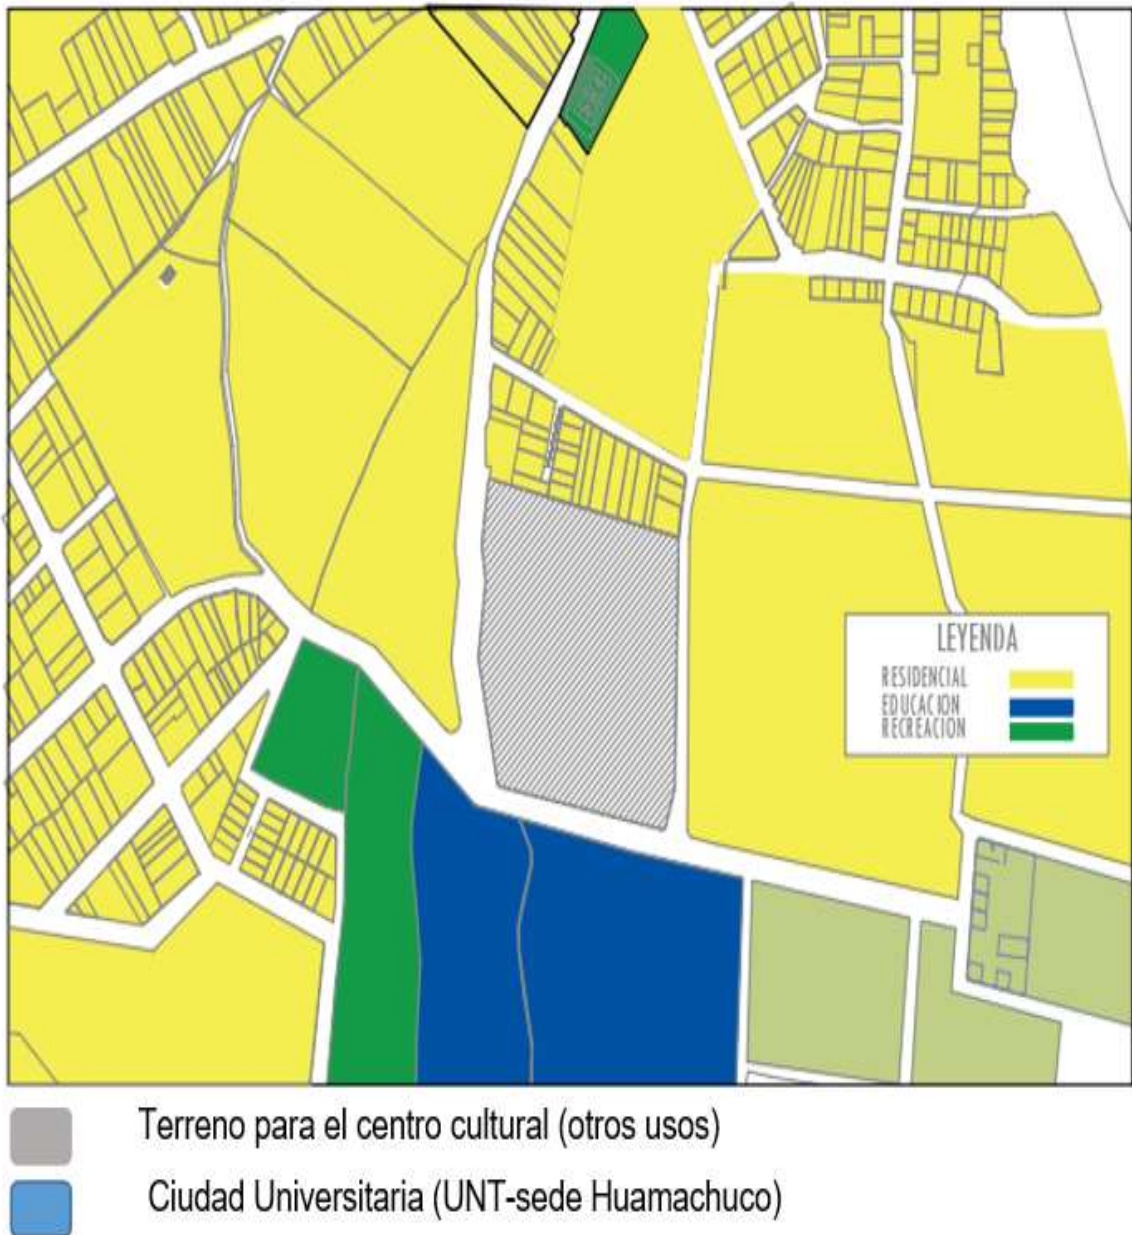 LEYENDA
RESIDENCIAL
EDUCACION
RECREACION
Terreno para el centro cultural (otros usos)
Ciudad Universitaria (UNT-sede Huamachuco)